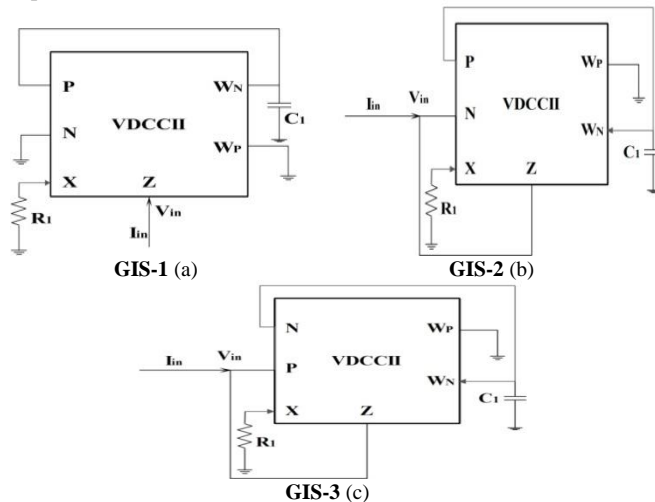 P
WN
N
VDCCII
C1
WP
X
Z
R1
Vin
Iin
GIS-1 (a)
P
WP
Iin
Vin
N
VDCCII
WN
C1
X
Z
R1
GIS-2 (b)
N
WP
Iin
Vin
P
VDCCII
WN
C1
X
Z
R1
GIS-3 (c)